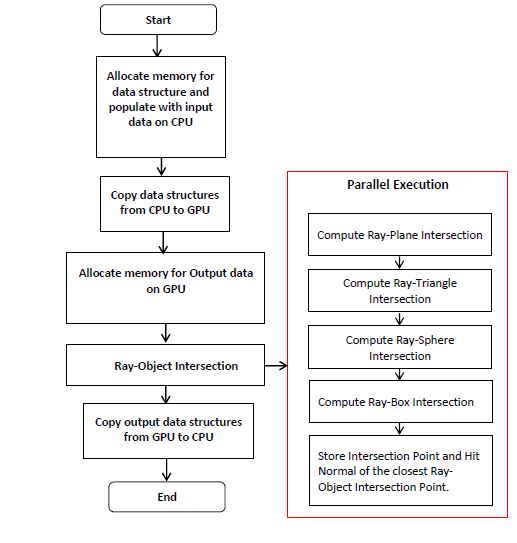 Start
Allocate memory for
data structure and
populate with input
data on CPU
Copy data structures
from CPU to GPU
Allocate memory for Output data
on GPU
Ray-Object Intersection
Copy output data structures
from GPU to CPU
End
Parallel Execution
Compute Ray-Plane Intersection
Compute Ray-Triangle
Intersection
Compute Ray-Sphere
Intersection
Compute Ray-Box Intersection
Store Intersection Point and Hit
Normal of the closest Ray-
Object Intersection Point.